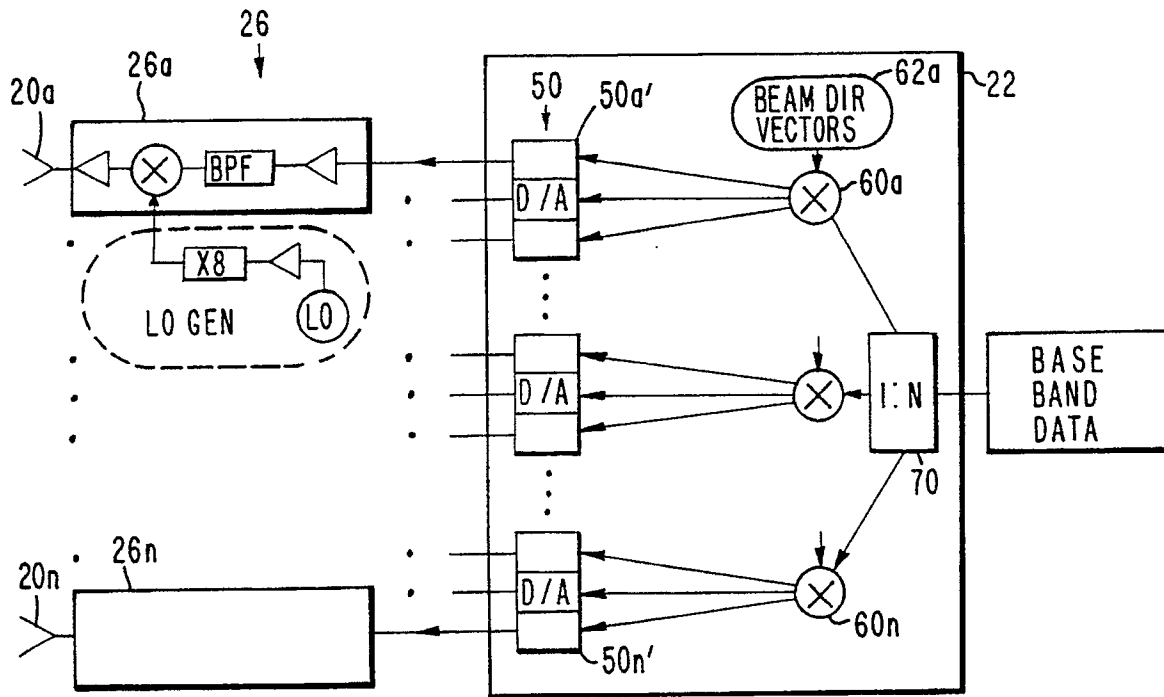 26
20a
26a
BPF
X8
LO GEN
LO
50
50a'
D/A
D/A
D/A
50n'
62a
BEAM DIR
VECTORS
22
60a
1:N
70
60n
BASE
BAND
DATA
20n
26n